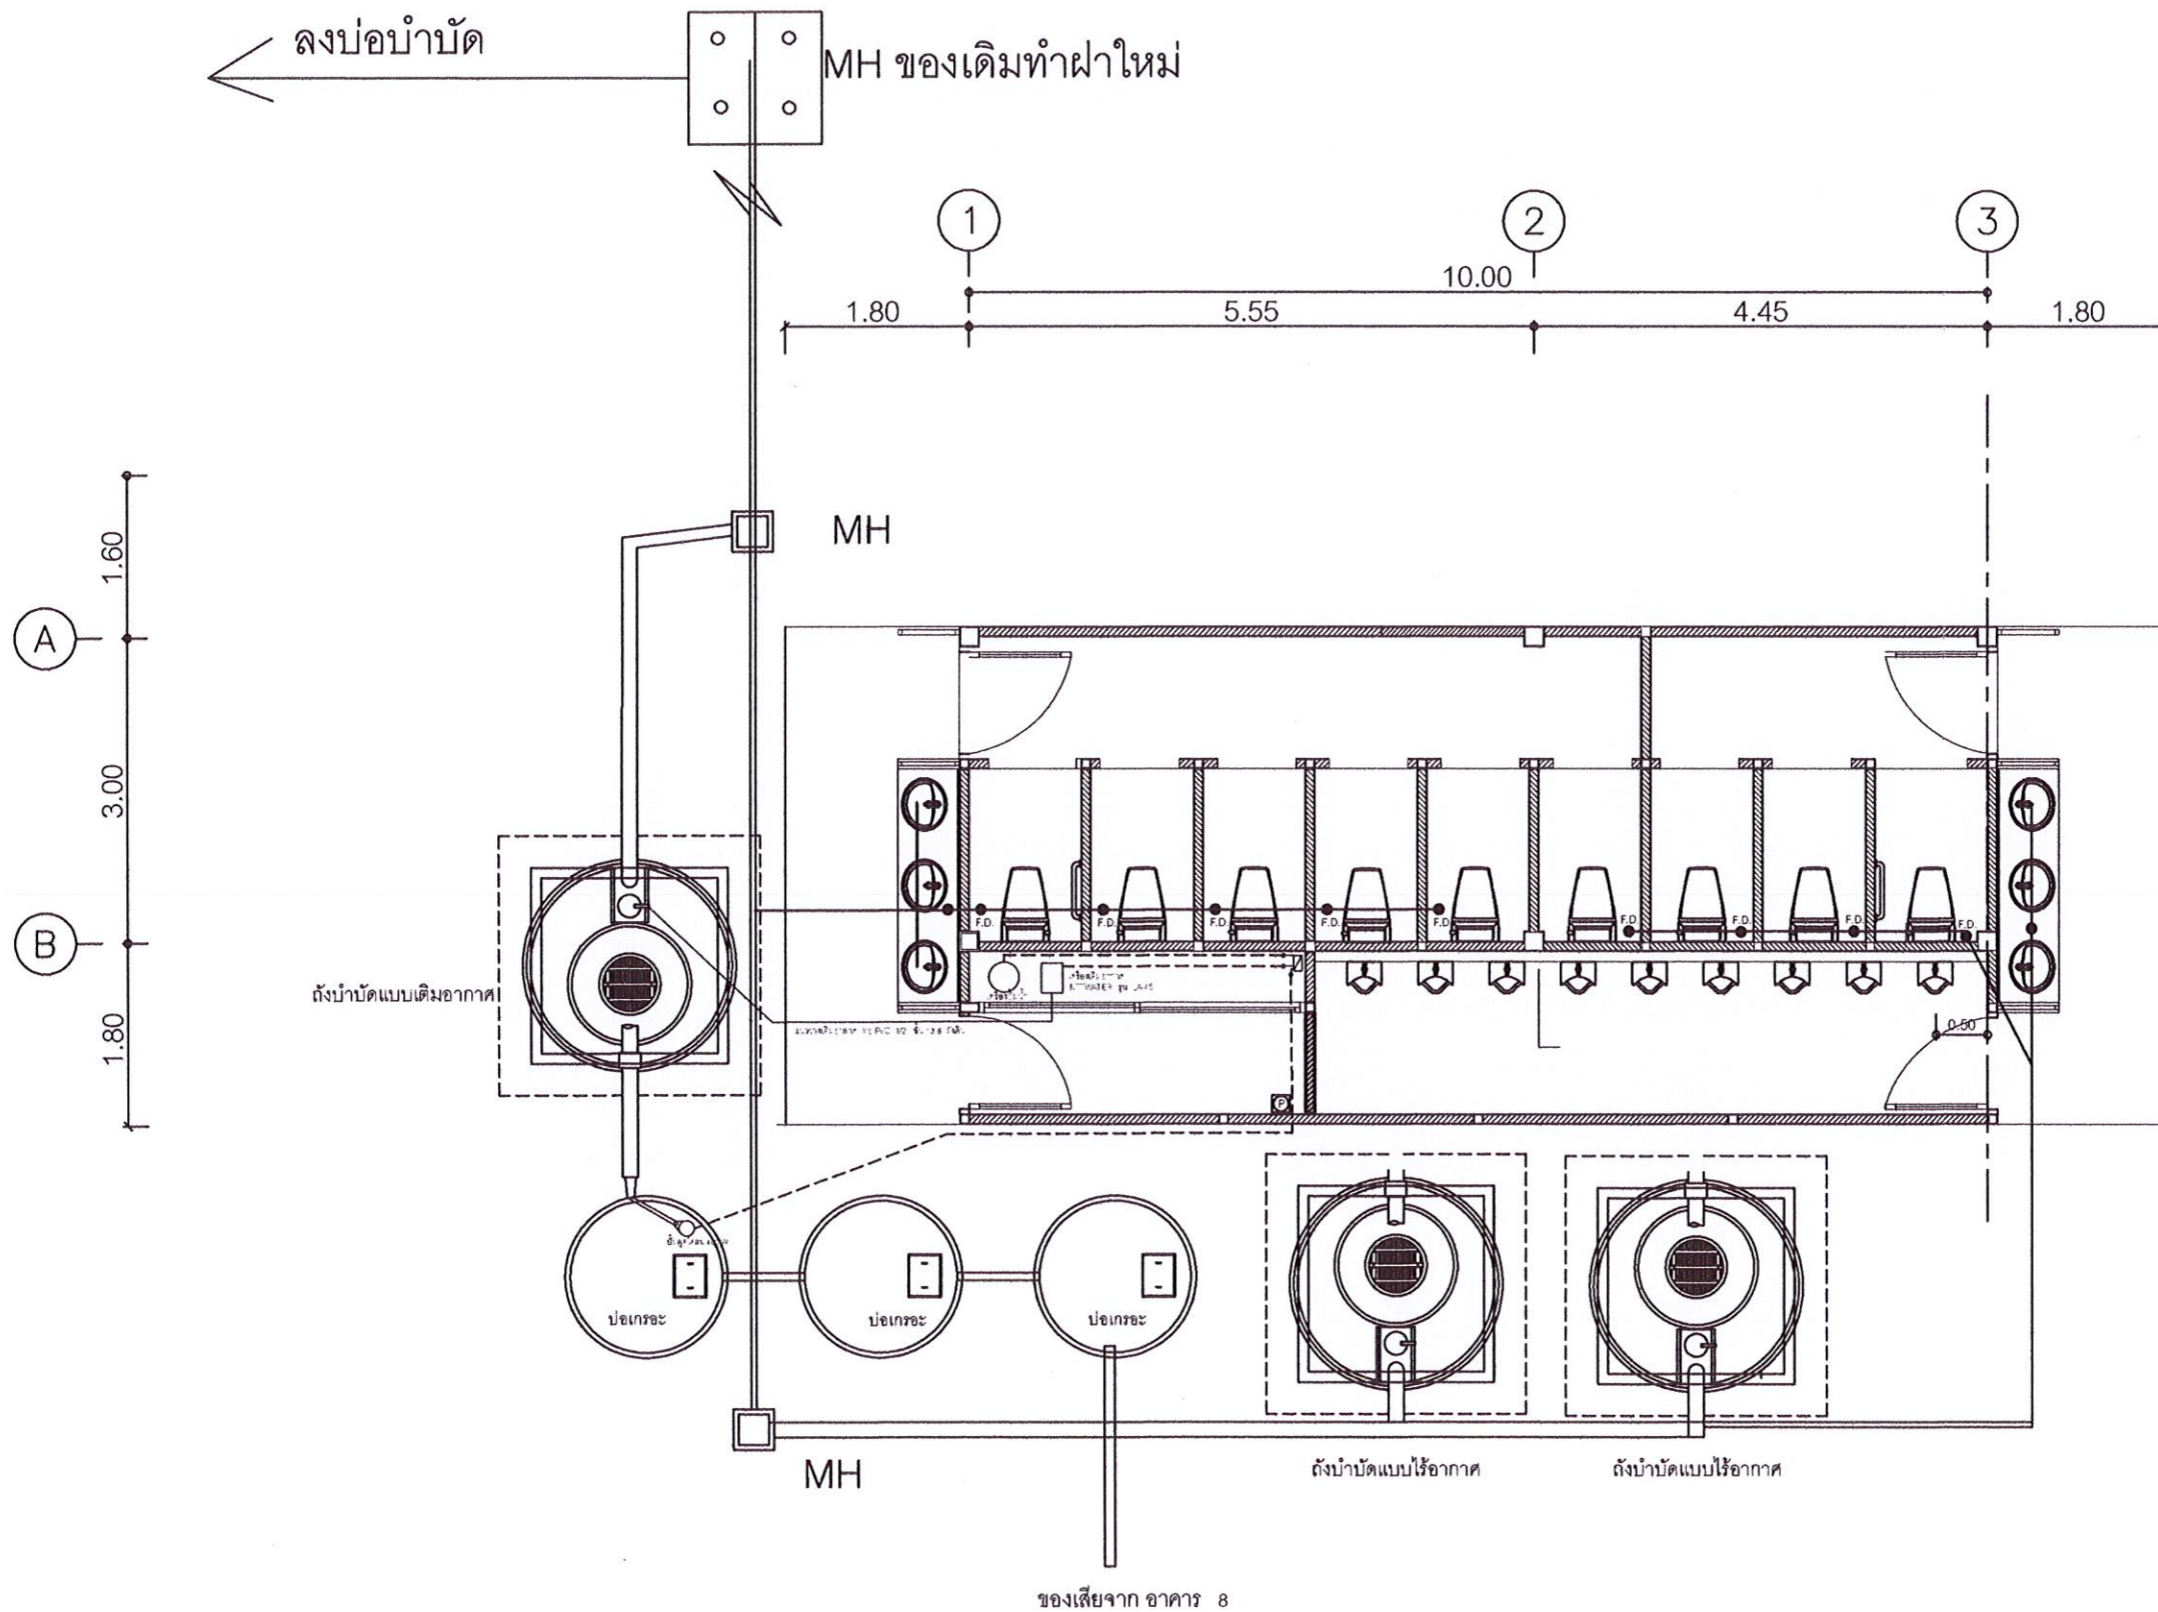 ลงบ่อบำบัด
MH ของเดิมทำฝาใหม่
1
2
3
10.00
1.80
5.55
4.45
1.80
MH
1.60
A
3.00
B
1.80
F.D.
F.D.
F.D.
F.D.
F.D.
F.D.
F.D.
F.D.
F.D.
ถังบำบัดแบบเติมอากาศ
0.50
P
บ่อเกรอะ
บ่อเกรอะ
บ่อเกรอะ
MH
ถังบำบัดแบบไร้อากาศ
ถังบำบัดแบบไร้อากาศ
ของเสียจาก อาคาร 8